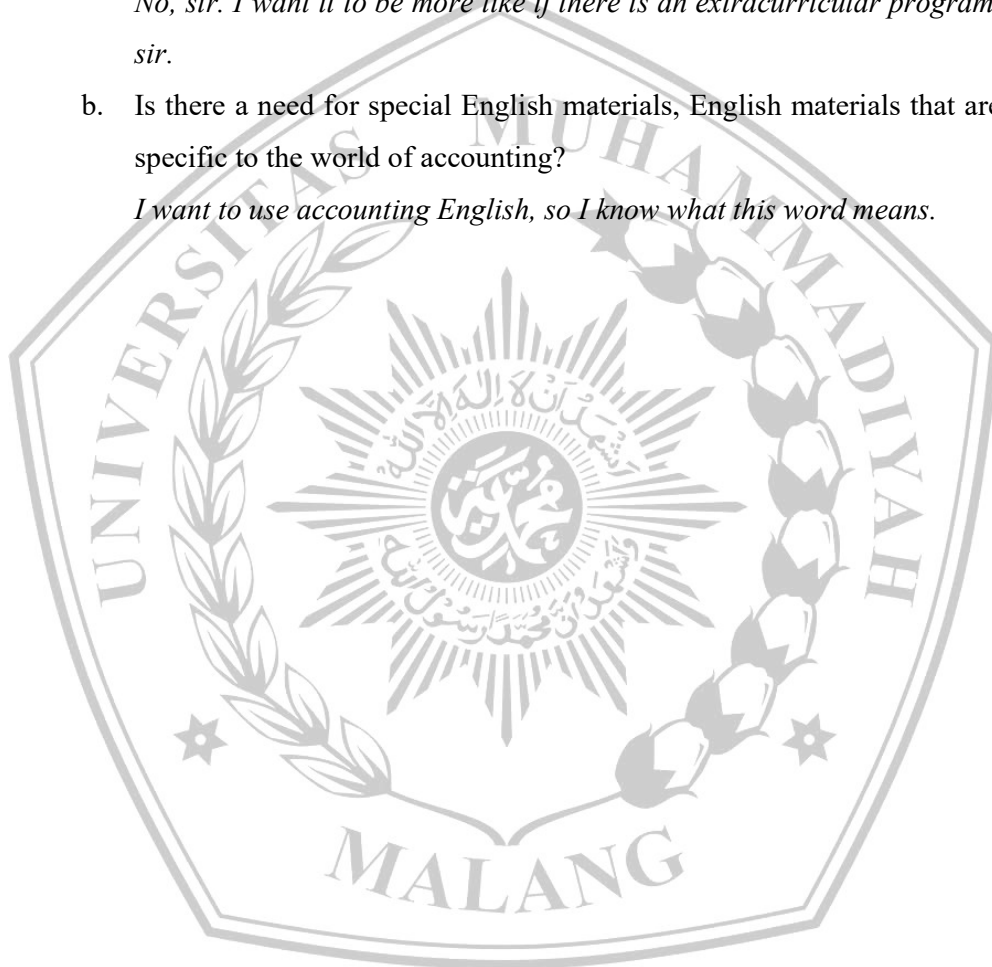 No, sir. I want it to be more like if there is an extracurricular program
sir.
b. Is there a need for special English materials, English materials that are
specific to the world of accounting?
I want to use accounting English, so I know what this word means.
UNIVERSITAS MUHAMMADIYAH
MALANG